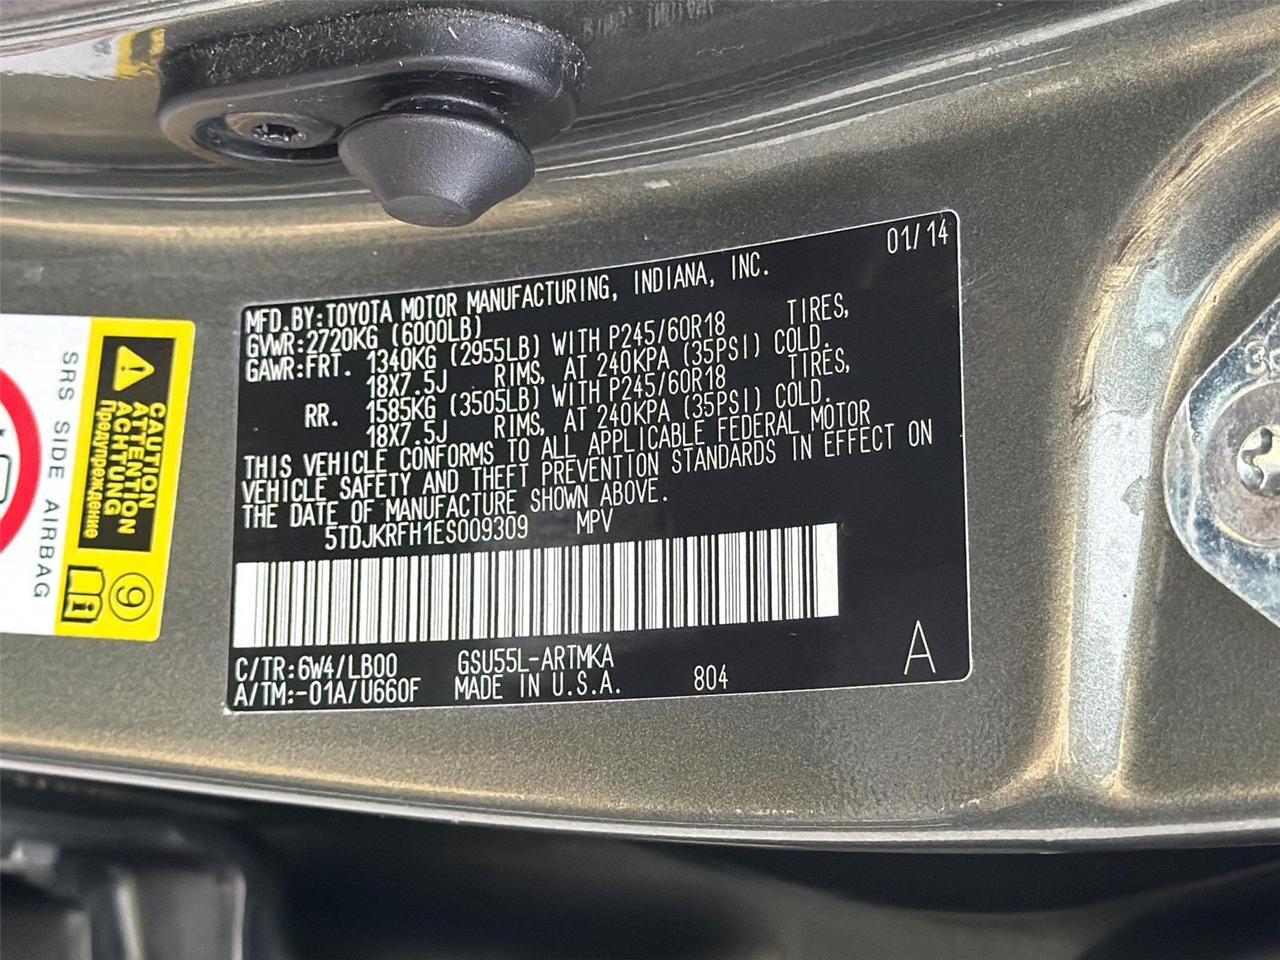 01/14
MFD.BY:TOYOTA MOTOR MANUFACTURING, INDIANA, INC.
GVWR:2720KG (6000LB)
GAWR:FRT. 1340KG (2955LB) WITH P245/60R18 TIRES,
18X7.5J RIMS, AT 240KPA (35PSI) COLD.
RR. 1585KG (3505LB) WITH P245/60R18 TIRES,
18X7.5J RIMS, AT 240KPA (35PSI) COLD.
THIS VEHICLE CONFORMS TO ALL APPLICABLE FEDERAL MOTOR
VEHICLE SAFETY AND THEFT PREVENTION STANDARDS IN EFFECT ON
THE DATE OF MANUFACTURE SHOWN ABOVE.
5TDJKRFH1ES009309 MPV
C/TR:6W4/LB00 GSU55L-ARTMKA
A/TM:-01A/U660F MADE IN U.S.A. 804
A
CAUTION
ATTENTION
ACHTUNG
Предупреждение
9
SRS SIDE AIRBAG